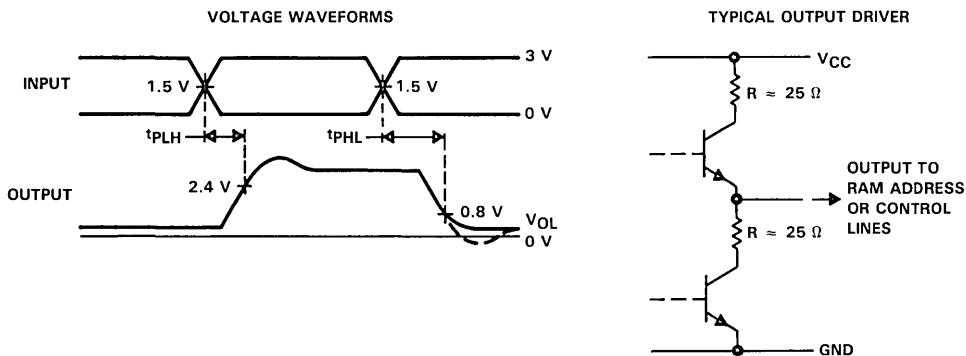 VOLTAGE WAVEFORMS
INPUT
3 V
1.5 V
1.5 V
0 V
tPLH
tPHL
OUTPUT
2.4 V
0.8 V
VOL
0 V
TYPICAL OUTPUT DRIVER
VCC
R ≈ 25 Ω
OUTPUT TO
RAM ADDRESS
OR CONTROL
LINES
R ≈ 25 Ω
GND